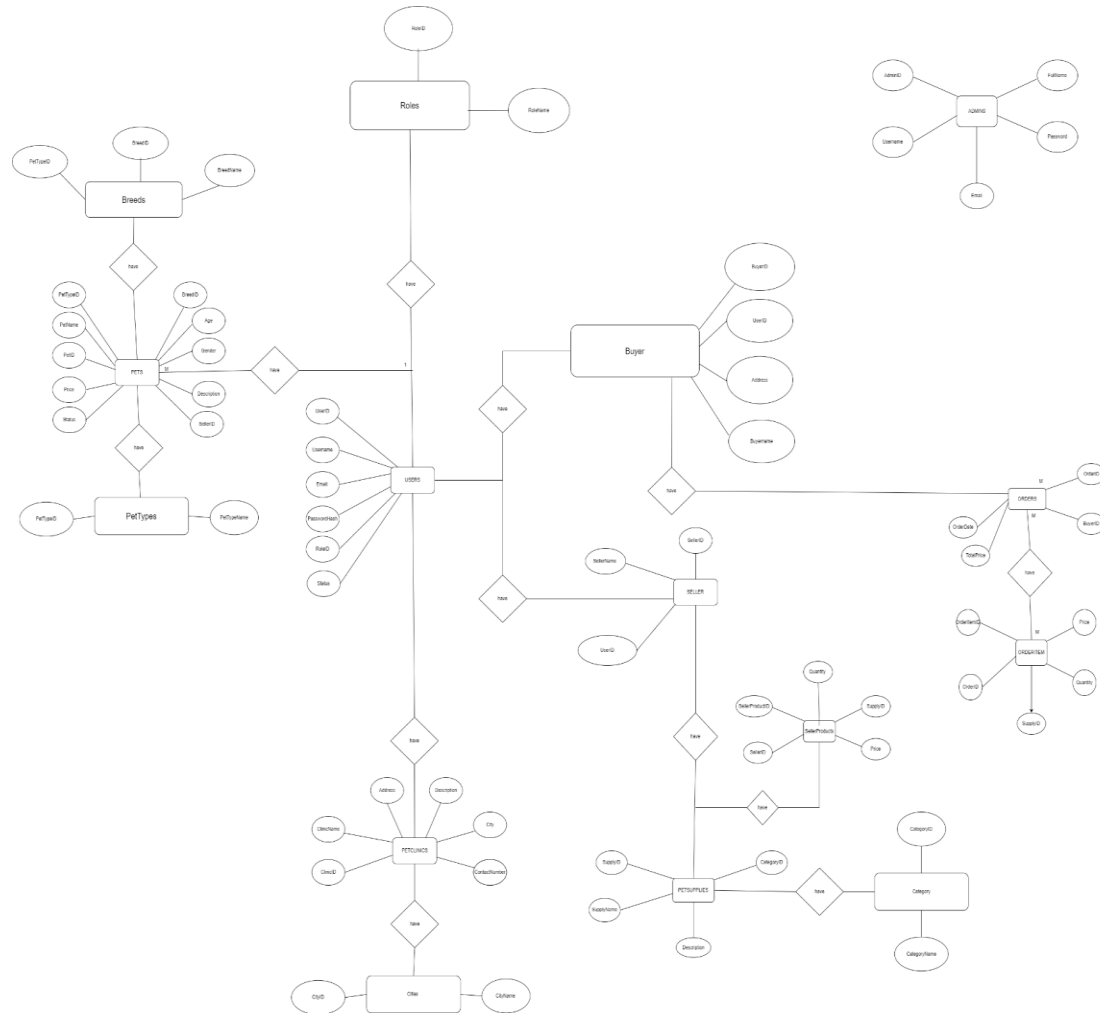 RoleID
Roles
RoleName
AdminID
FullName
ADMINS
Username
Password
Email
BreedID
PetTypeID
BreedName
Breeds
have
have
PetTypeID
BreedID
PetName
Age
PetID
Gender
PETS
Price
Description
Status
SellerID
M
have
1
have
PetTypeID
PetTypes
PetTypeName
BuyerID
UserID
Buyer
Address
Buyername
have
have
UserID
Username
Email
USERS
PasswordHash
RoleID
Status
M
ORDERS
OrderID
OrderDate
BuyerID
TotalPrice
M
have
M
OrderItemID
Price
ORDERITEM
OrderID
Quantity
SupplyID
SellerID
SellerName
SELLER
have
UserID
Quantity
SellerProductID
SupplyID
SellerProducts
SellerID
Price
have
have
have
Address
Description
ClinicName
City
PETCLINICS
ClinicID
ContactNumber
have
CityID
Cities
CityName
SupplyID
CategoryID
PETSUPPLIES
SupplyName
Description
have
CategoryID
Category
CategoryName